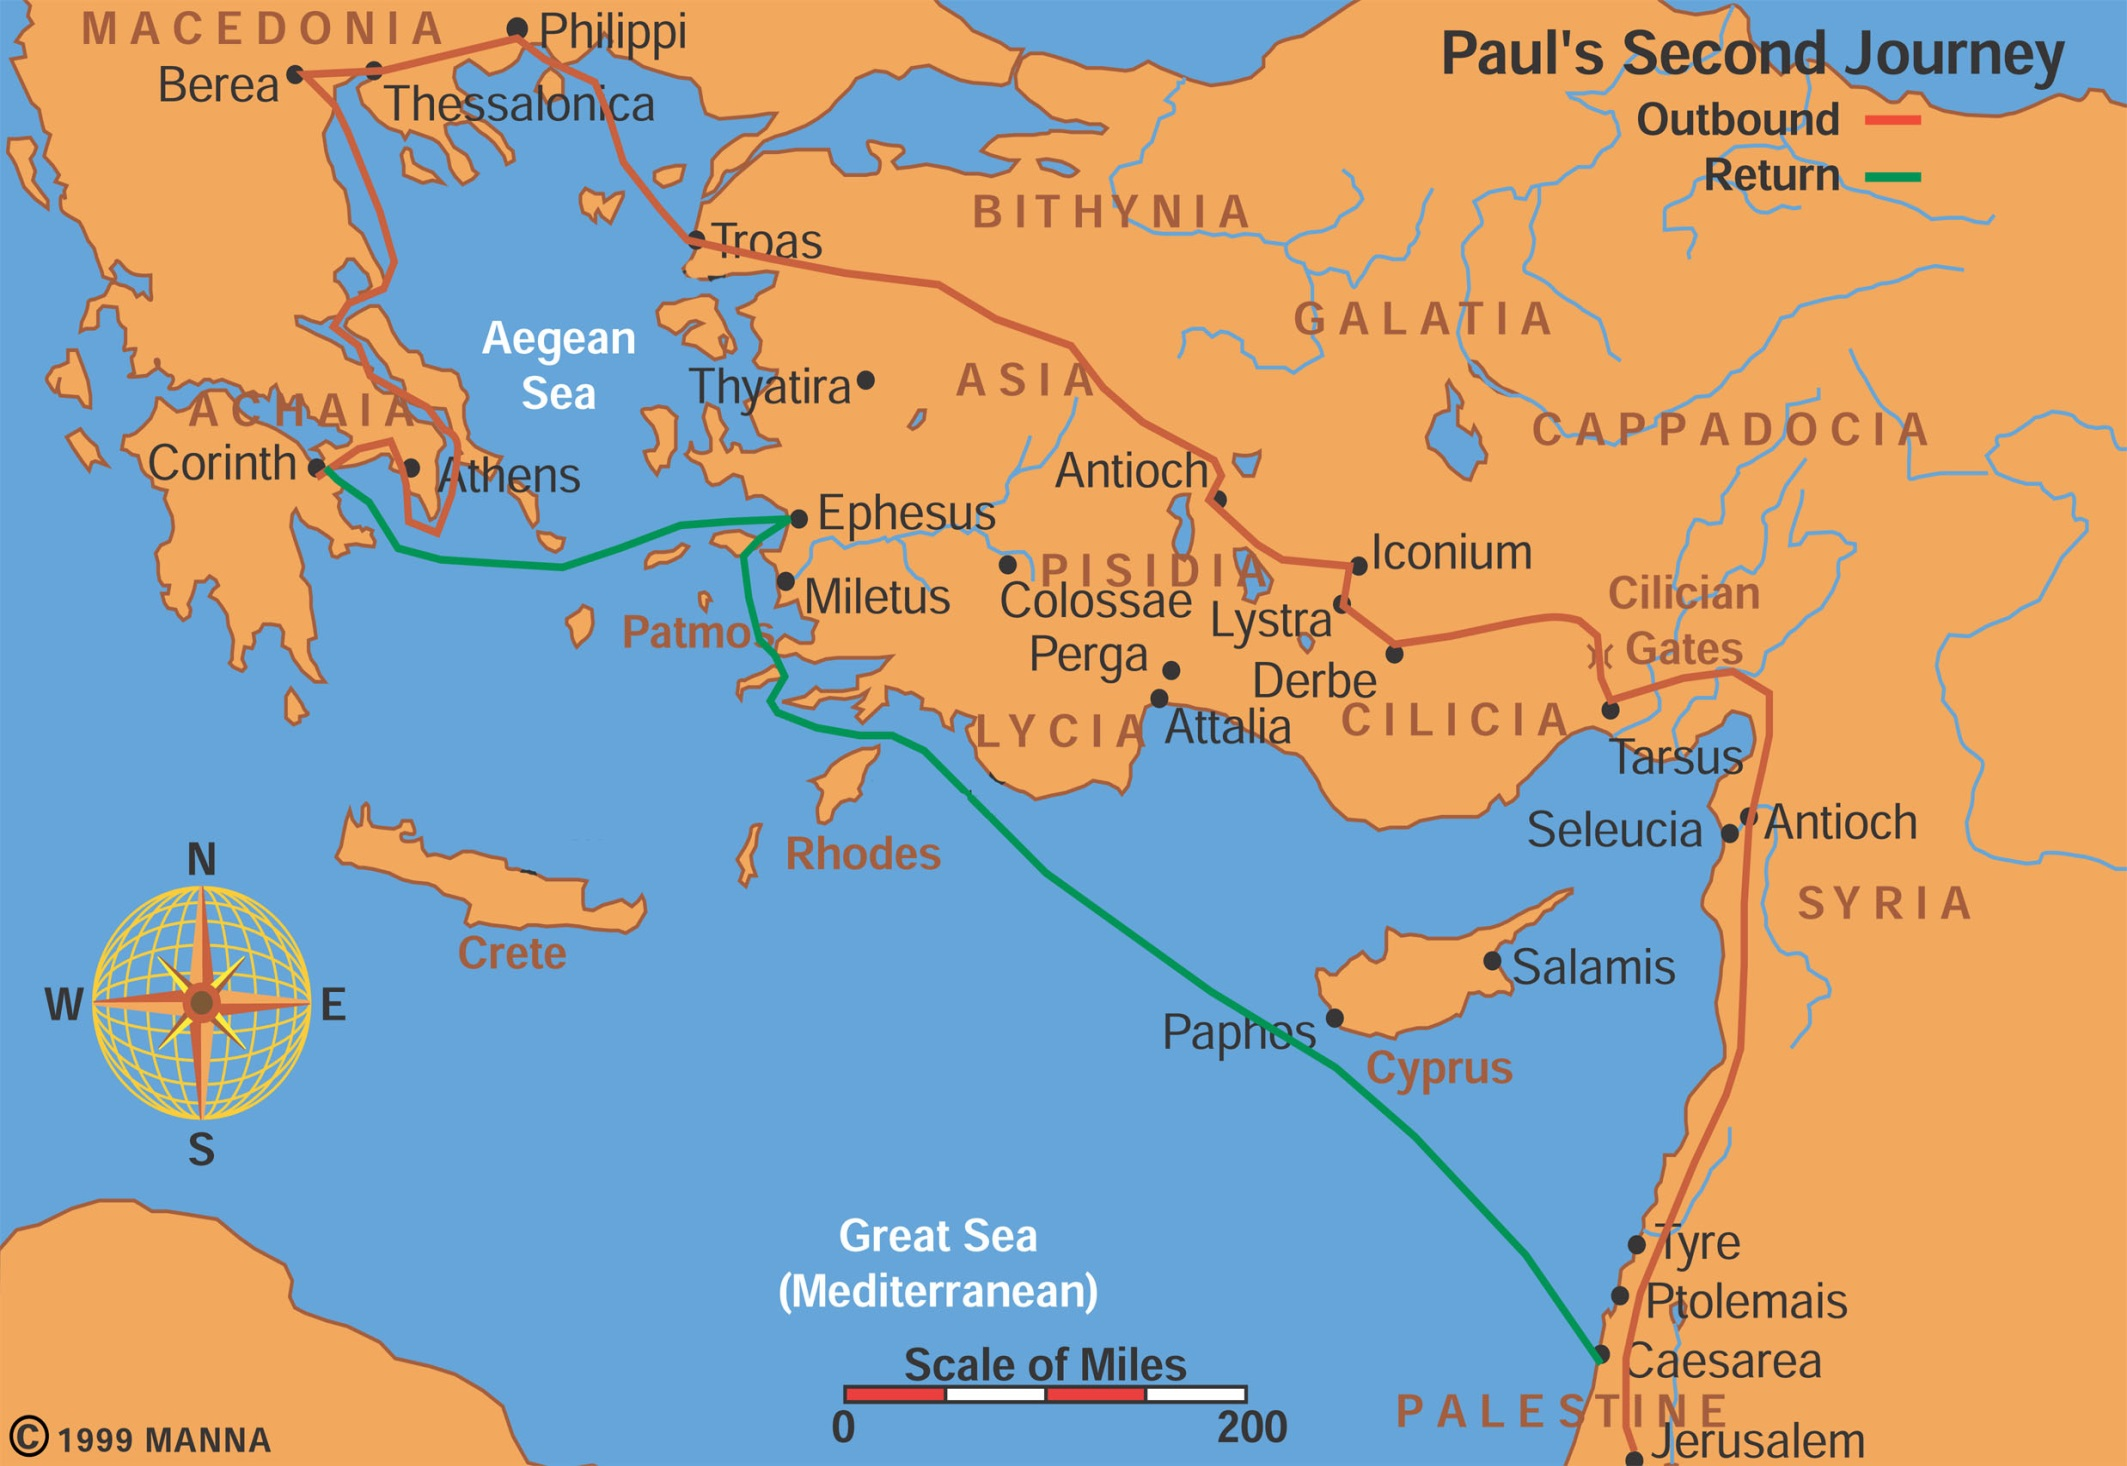 MACEDONIA
Philippi
Berea
Thessalonica
Paul's Second Journey
Outbound
Return
BITHYNIA
Troas
GALATIA
Aegean
Sea
Thyatira
ASIA
ACHAIA
CAPPADOCIA
Corinth
Athens
Antioch
Ephesus
Iconium
PISIDIA
Miletus
Colossae
Lystra
Cilician
Gates
Patmos
Perga
Derbe
LYCIA
Attalia
CILICIA
Tarsus
Seleucia
Antioch
Rhodes
SYRIA
Crete
Salamis
Paphos
Cyprus
N
W
E
S
Great Sea
(Mediterranean)
Tyre
Ptolemais
Caesarea
Scale of Miles
0
200
PALESTINE
Jerusalem
© 1999 MANNA